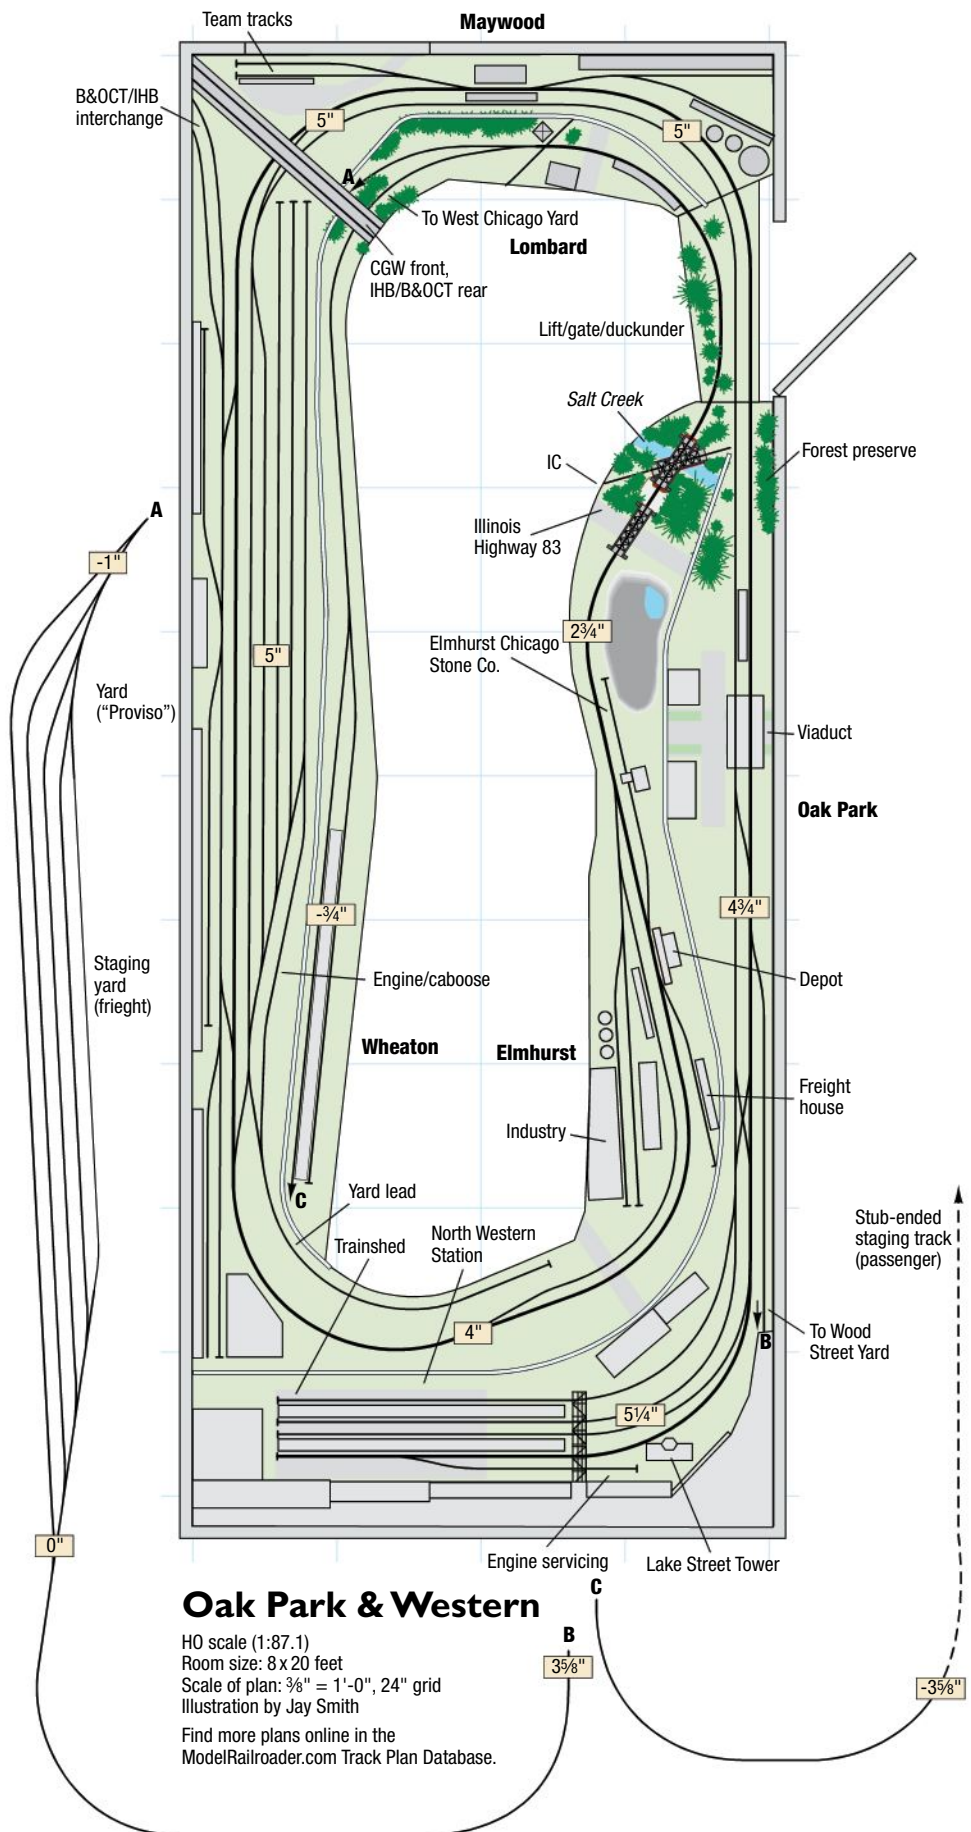 Team tracks
Maywood
B&OCT/IHB
interchange
5"
5"
A
To West Chicago Yard
Lombard
CGW front,
IHB/B&OCT rear
Lift/gate/duckunder
Salt Creek
IC
Forest preserve
A
Illinois
Highway 83
-1"
2¾"
Elmhurst Chicago
Stone Co.
5"
Yard
("Proviso")
Viaduct
Oak Park
-¾"
4¾"
Staging
yard
(frieght)
Engine/caboose
Depot
Wheaton
Elmhurst
Freight
house
Industry
C
Yard lead
Trainshed
North Western
Station
Stub-ended
staging track
(passenger)
4"
To Wood
Street Yard
B
5¼"
0"
Engine servicing
Lake Street Tower
C
Oak Park & Western
HO scale (1:87.1)
Room size: 8 x 20 feet
Scale of plan: ⅜" = 1'-0", 24" grid
Illustration by Jay Smith
Find more plans online in the
ModelRailroader.com Track Plan Database.
B
3⅝"
-3⅝"